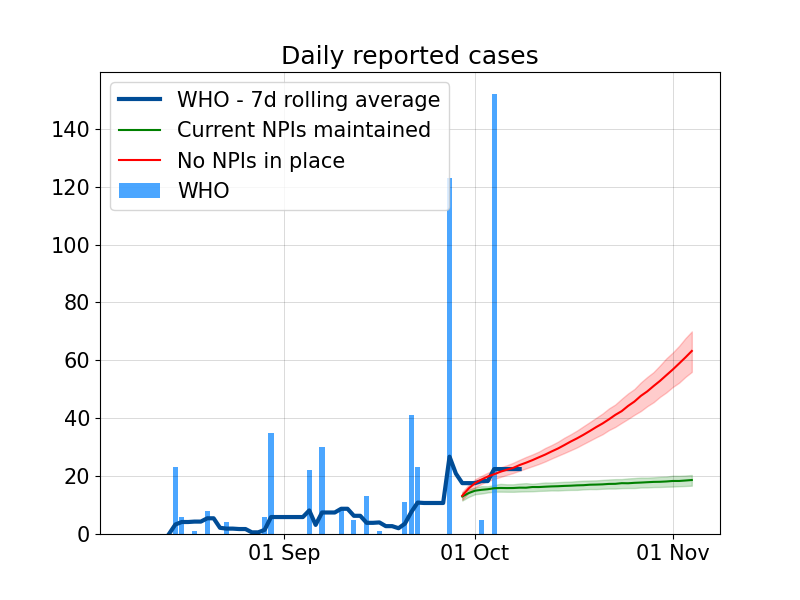 Daily reported cases
WHO - 7d rolling average
Current NPIs maintained
No NPIs in place
WHO
140
120
100
80
60
40
20
0
01 Sep
01 Oct
01 Nov